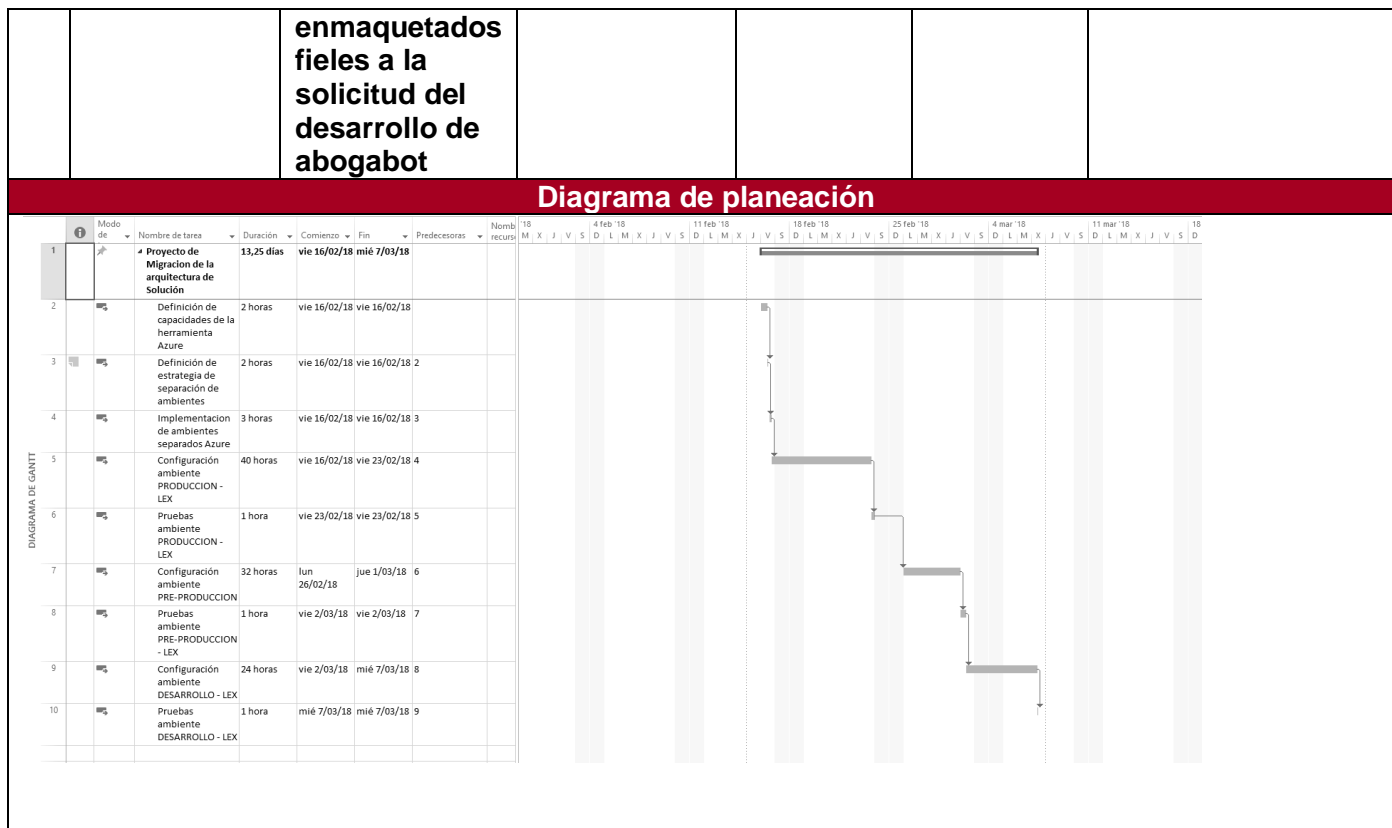 enmaquetados
fieles a la
solicitud del
desarrollo de
abogabot
Diagrama de planeación
Modo
de
Nombre de tarea
Duración
Comienzo
Fin
Predecesoras
Nomb
recurs
'18
4 feb '18
11 feb '18
18 feb '18
25 feb '18
4 mar '18
11 mar '18
18
M X J V S D L M X J V S D L M X J V S D L M X J V S D L M X J V S D L M X J V S D L M X J V S D
1
Proyecto de
Migracion de la
arquitectura de
Solución
13,25 días
vie 16/02/18
mié 7/03/18
2
Definición de
capacidades de la
herramienta
Azure
2 horas
vie 16/02/18
vie 16/02/18
3
Definición de
estrategia de
separación de
ambientes
2 horas
vie 16/02/18
vie 16/02/18
2
4
Implementacion
de ambientes
separados Azure
3 horas
vie 16/02/18
vie 16/02/18
3
5
Configuración
ambiente
PRODUCCION -
LEX
40 horas
vie 16/02/18
vie 23/02/18
4
6
Pruebas
ambiente
PRODUCCION -
LEX
1 hora
vie 23/02/18
vie 23/02/18
5
7
Configuración
ambiente
PRE-PRODUCCION
32 horas
lun
26/02/18
jue 1/03/18
6
8
Pruebas
ambiente
PRE-PRODUCCION
- LEX
1 hora
vie 2/03/18
vie 2/03/18
7
9
Configuración
ambiente
DESARROLLO - LEX
24 horas
vie 2/03/18
mié 7/03/18
8
10
Pruebas
ambiente
DESARROLLO - LEX
1 hora
mié 7/03/18
mié 7/03/18
9
DIAGRAMA DE GANTT